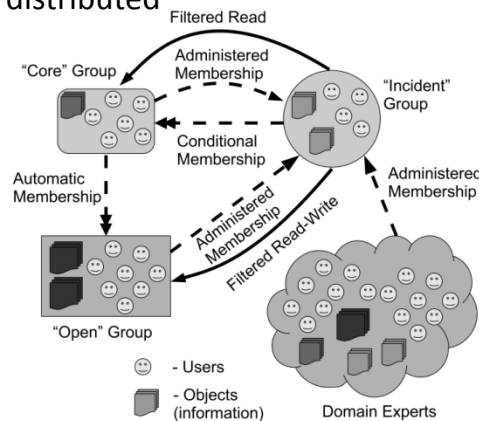 distributed
Filtered Read
“Core” Group
Administered
Membership
“Incident”
Group
Conditional
Membership
Automatic
Membership
Administered
Membership
Administered
Membership
Filtered Read-Write
“Open” Group
- Users
- Objects
(information)
Domain Experts